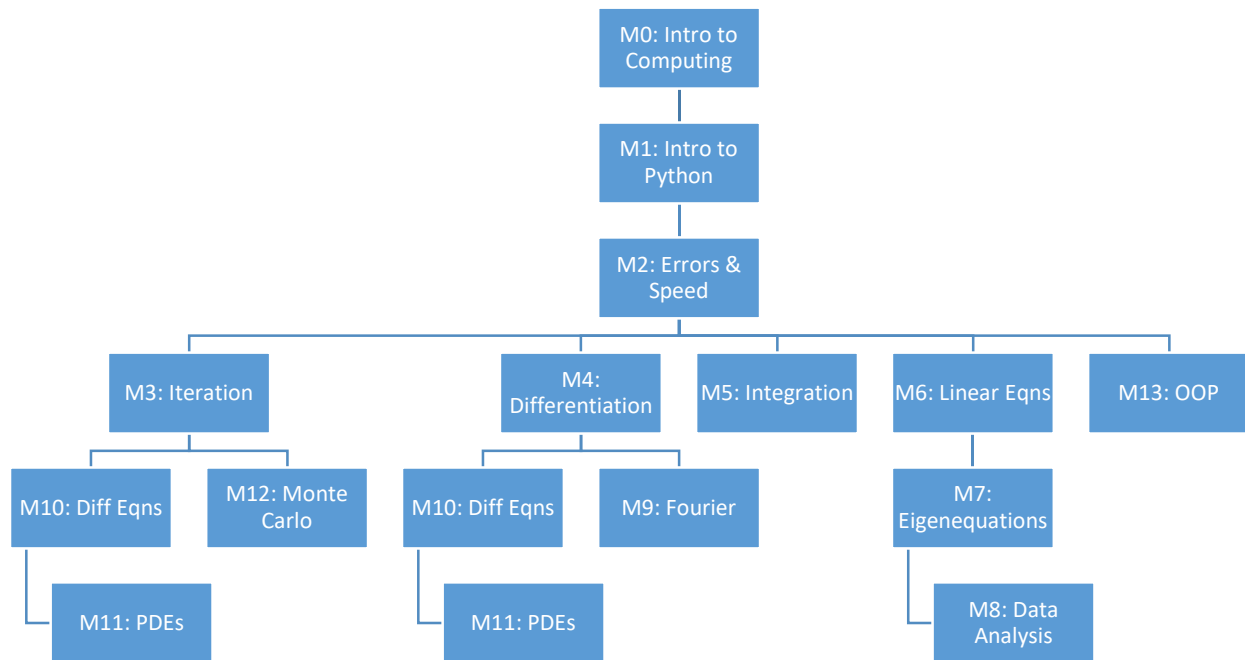 M0: Intro to
Computing
M1: Intro to
Python
M2: Errors &
Speed
M3: Iteration
M4:
Differentiation
M5: Integration
M6: Linear Eqns
M13: OOP
M10: Diff Eqns
M12: Monte
Carlo
M10: Diff Eqns
M9: Fourier
M7:
Eigenequations
M11: PDEs
M11: PDEs
M8: Data
Analysis